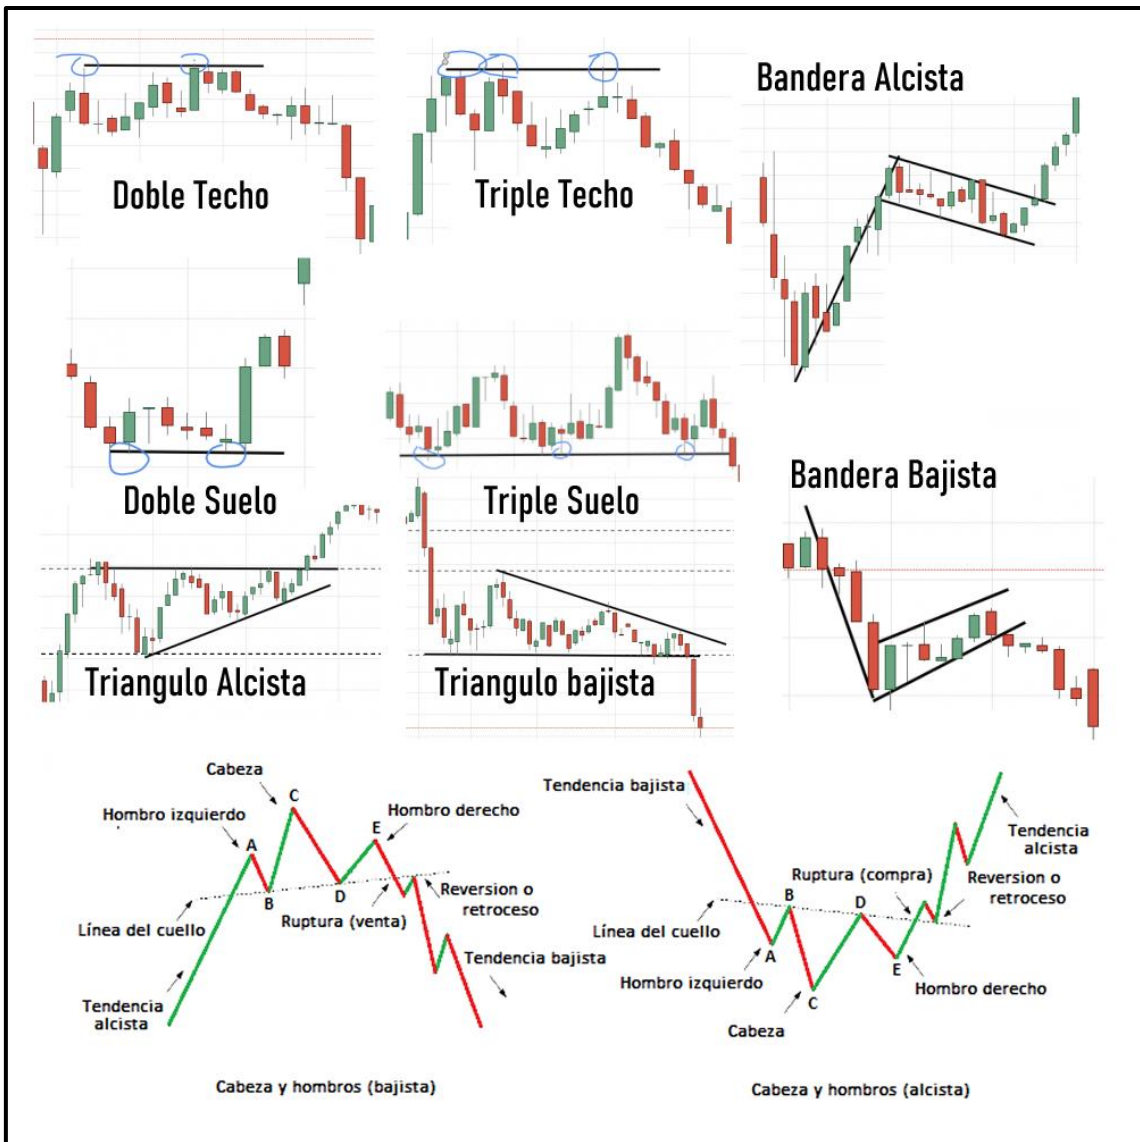 Doble Techo
Triple Techo
Bandera Alcista
Doble Suelo
Triple Suelo
Bandera Bajista
Triangulo Alcista
Triangulo bajista
Cabeza
C
Hombro izquierdo
A
E
Hombro derecho
B
D
Ruptura (venta)
Reversion o
retroceso
Línea del cuello
Tendencia bajista
Tendencia
alcista
Cabeza y hombros (bajista)
Tendencia bajista
Tendencia
alcista
Ruptura (compra)
Reversion o
retroceso
B
D
Línea del cuello
A
E
Hombro izquierdo
Hombro derecho
C
Cabeza
Cabeza y hombros (alcista)